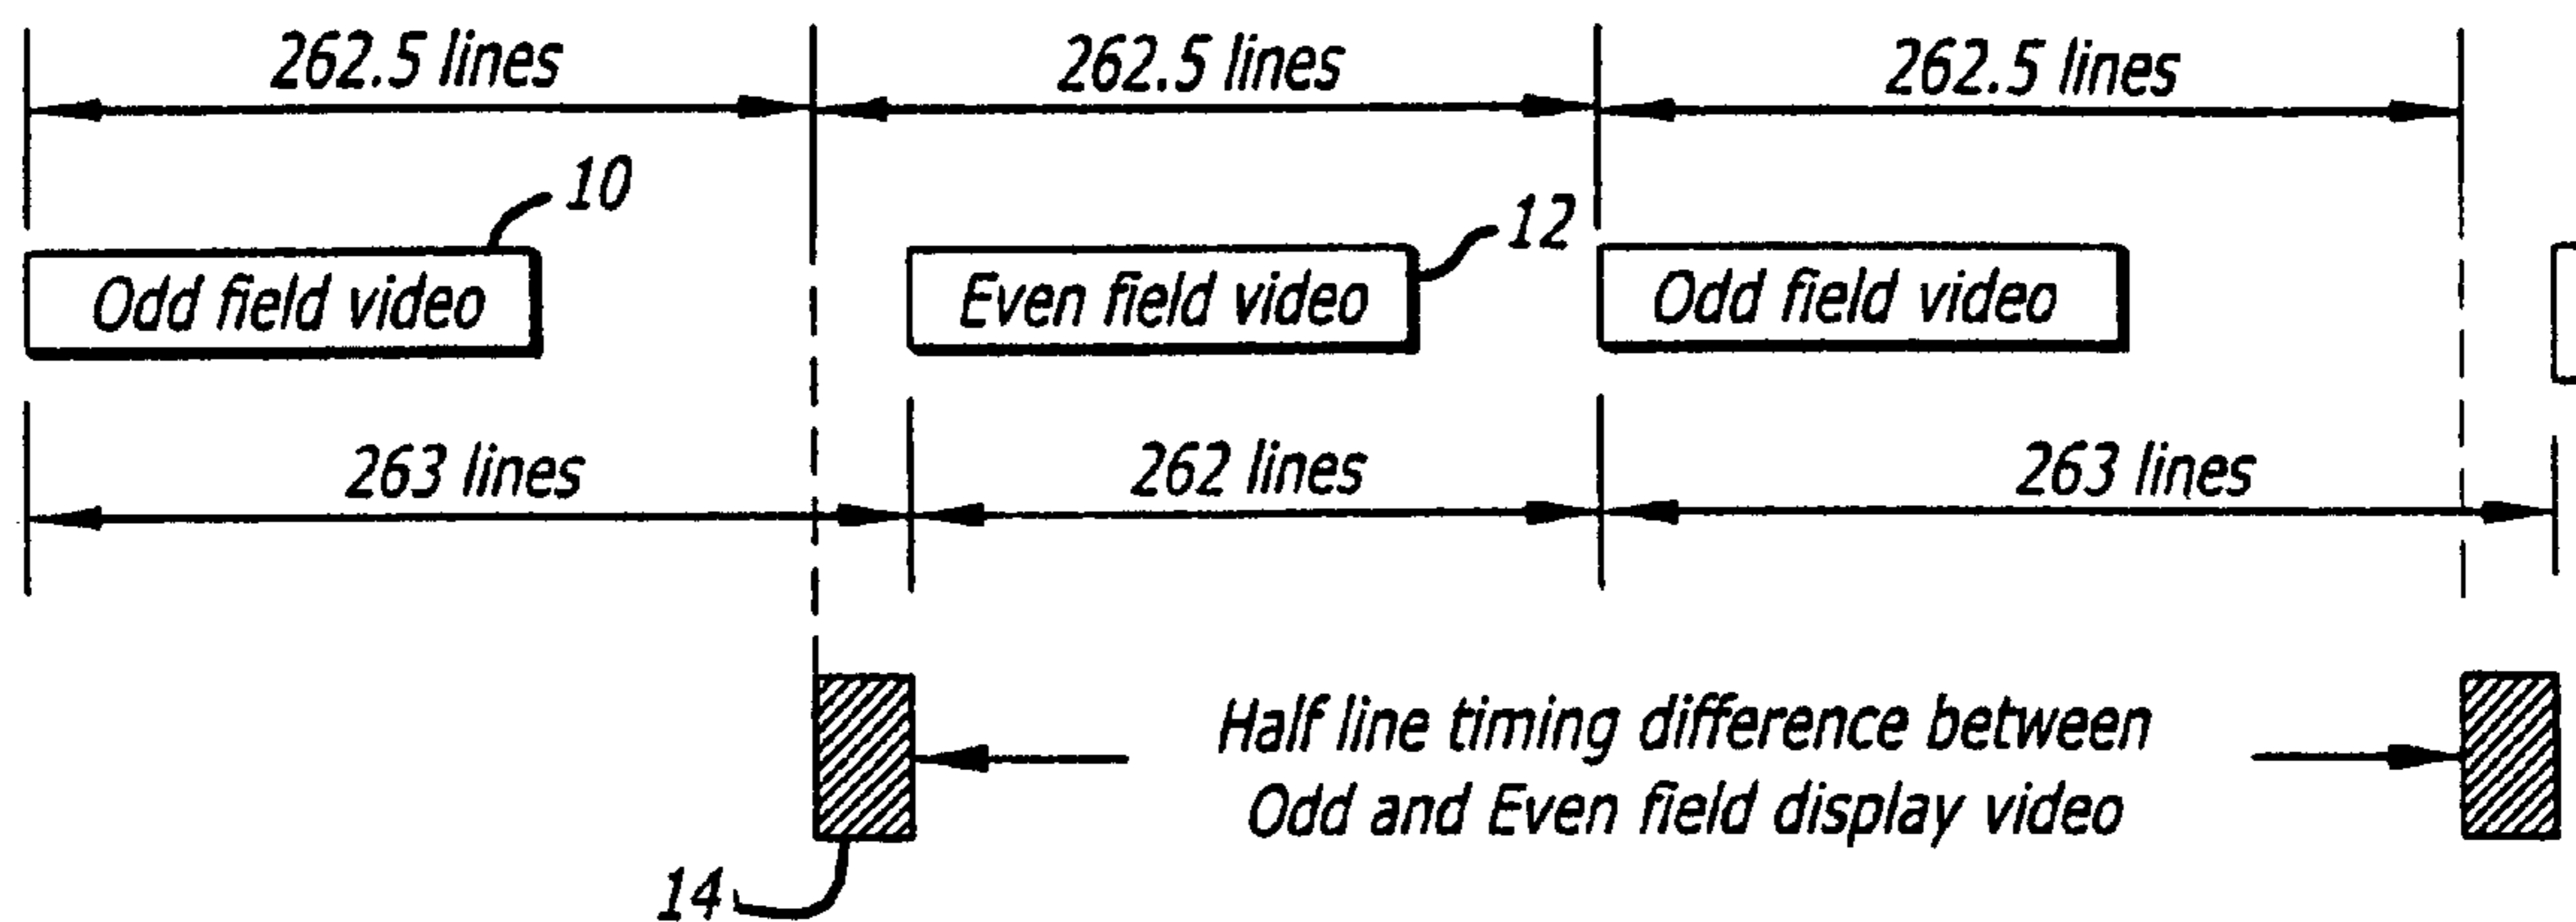 262.5 lines
262.5 lines
262.5 lines
10
12
Odd field video
Even field video
Odd field video
263 lines
262 lines
263 lines
Half line timing difference between
Odd and Even field display video
14